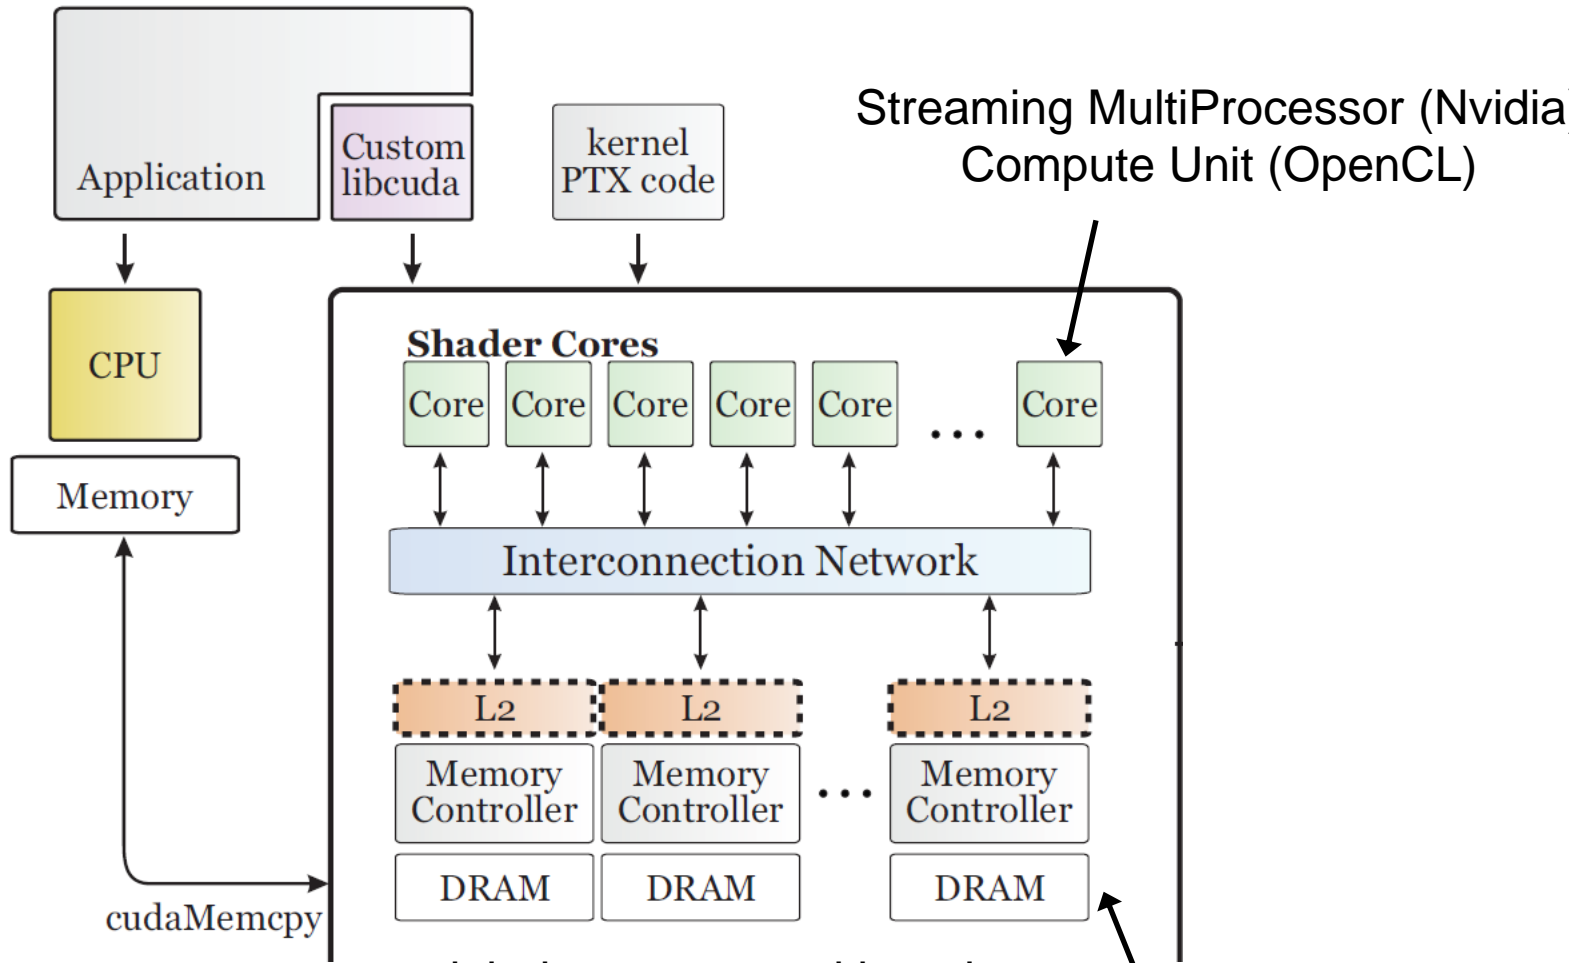 Application
Custom
libcuda
kernel
PTX code
Streaming MultiProcessor (Nvidia)
Compute Unit (OpenCL)
CPU
Memory
cudaMemcpy
Shader Cores
Core Core Core Core Core ... Core
Interconnection Network
L2 L2 L2
Memory
Controller
Memory
Controller
...
Memory
Controller
DRAM DRAM DRAM